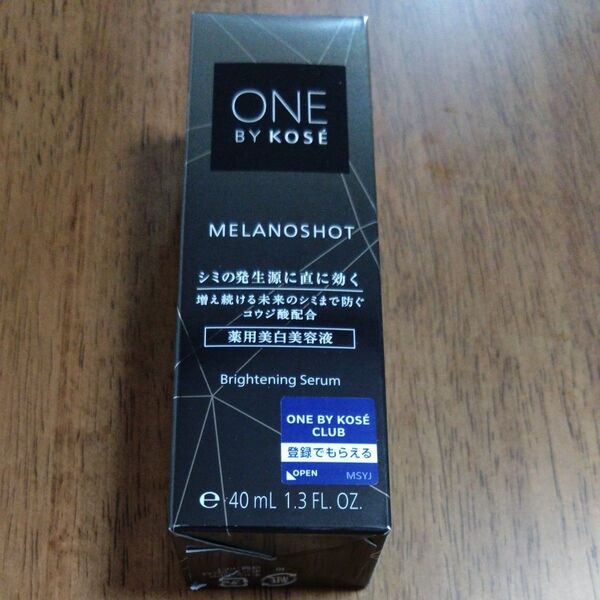 ONE
BY KOSÉ
MELANOSHOT
シミの発生源に直に効く
増え続ける未来のシミまで防ぐ
コウジ酸配合
薬用美白美容液
Brightening Serum
ONE BY KOSÉ
CLUB
登録でもらえる
OPEN MSYJ
e 40 mL 1.3 FL. OZ.